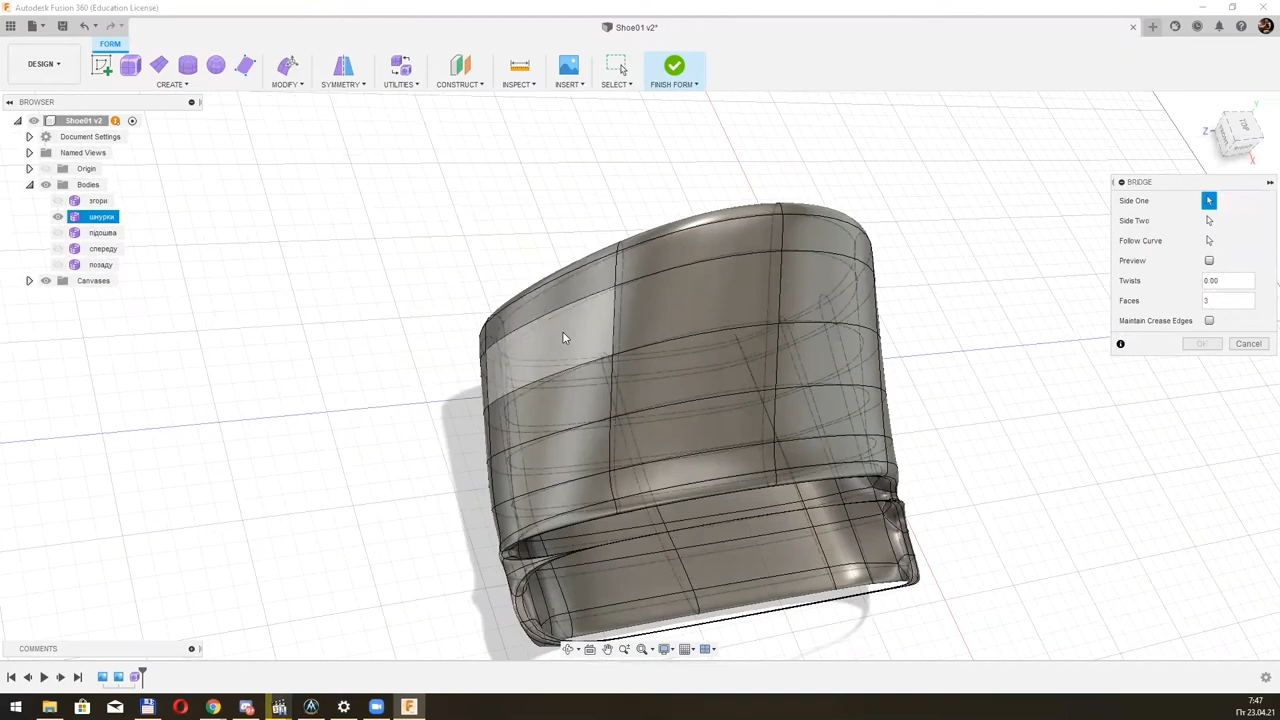 Autodesk Fusion 360 (Education License)
Shoe01 v2*
FORM
DESIGN
CREATE
MODIFY
SYMMETRY
UTILITIES
CONSTRUCT
INSPECT
INSERT
SELECT
FINISH FORM
BROWSER
Shoe01 v2
Document Settings
Named Views
Origin
Bodies
згори
шнурки
підошва
спереду
позаду
Canvases
TOP
Y
Z
X
BRIDGE
Side One
Side Two
Follow Curve
Preview
Twists 0.00
Faces 3
Maintain Crease Edges
OK Cancel
COMMENTS
7:47
Пт 23.04.21